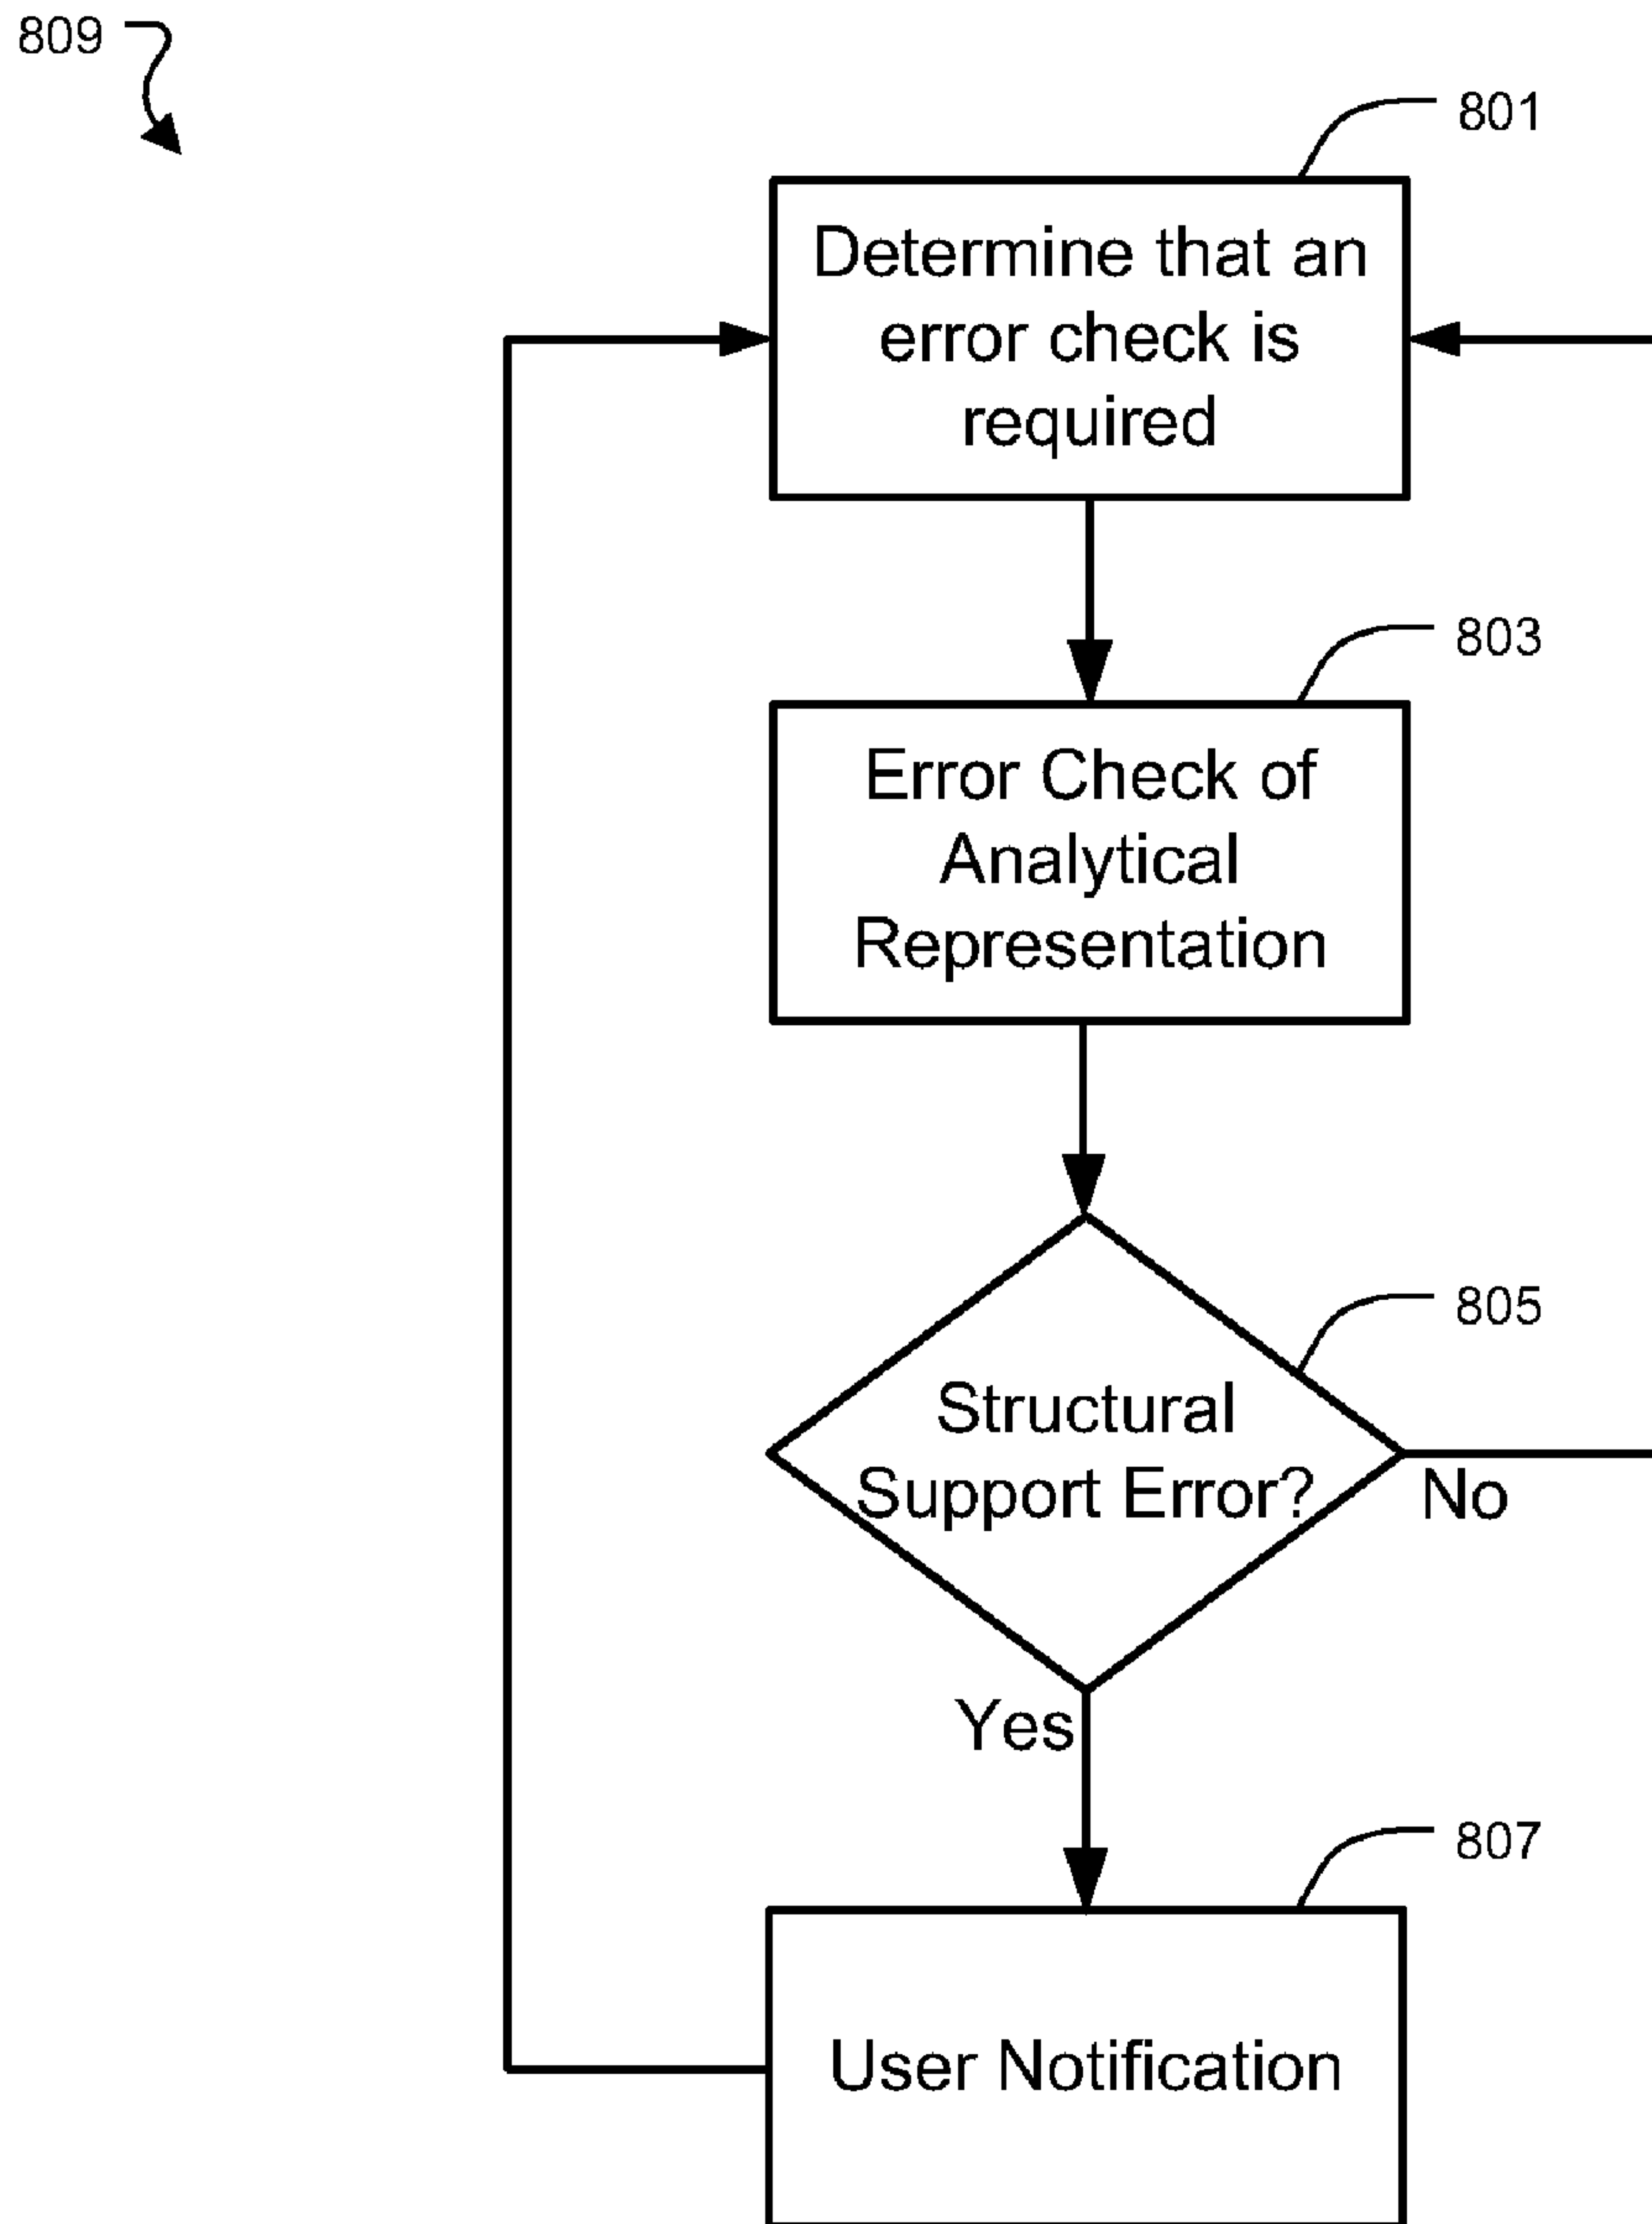 809
801
Determine that an
error check is
required
803
Error Check of
Analytical
Representation
805
Structural
Support Error?
No
Yes
807
User Notification